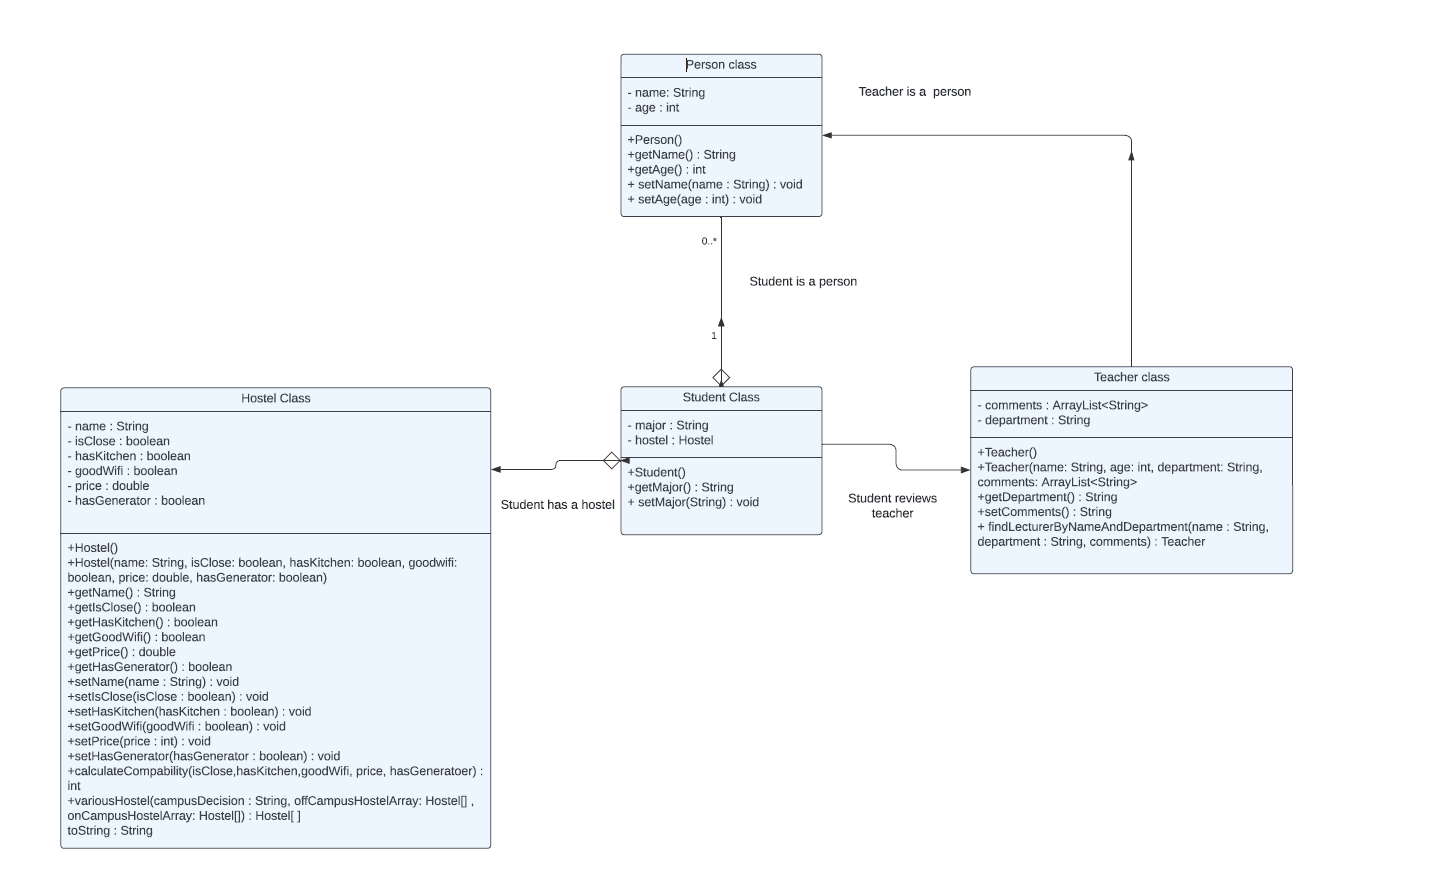 Person class
- name: String
- age : int
+Person()
+getName() : String
+getAge() : int
+ setName(name : String) : void
+ setAge(age : int) : void
Teacher is a  person
0..*
Student is a person
1
Hostel Class
- name : String
- isClose : boolean
- hasKitchen : boolean
- goodWifi : boolean
- price : double
- hasGenerator : boolean
+Hostel()
+Hostel(name: String, isClose: boolean, hasKitchen: boolean, goodwifi:
boolean, price: double, hasGenerator: boolean)
+getName() : String
+getIsClose() : boolean
+getHasKitchen() : boolean
+getGoodWifi() : boolean
+getPrice() : double
+getHasGenerator() : boolean
+setName(name : String) : void
+setIsClose(isClose : boolean) : void
+setHasKitchen(hasKitchen : boolean) : void
+setGoodWifi(goodWifi : boolean) : void
+setPrice(price : int) : void
+setHasGenerator(hasGenerator : boolean) : void
+calculateCompability(isClose,hasKitchen,goodWifi, price, hasGeneratoer) :
int
+variousHostel(campusDecision : String, offCampusHostelArray: Hostel[] ,
onCampusHostelArray: Hostel[]) : Hostel[ ]
toString : String
Student has a hostel
Student Class
- major : String
- hostel : Hostel
+Student()
+getMajor() : String
+ setMajor(String) : void
Student reviews
teacher
Teacher class
- comments : ArrayList<String>
- department : String
+Teacher()
+Teacher(name: String, age: int, department: String,
comments: ArrayList<String>
+getDepartment() : String
+setComments() : String
+ findLecturerByNameAndDepartment(name : String,
department : String, comments) : Teacher